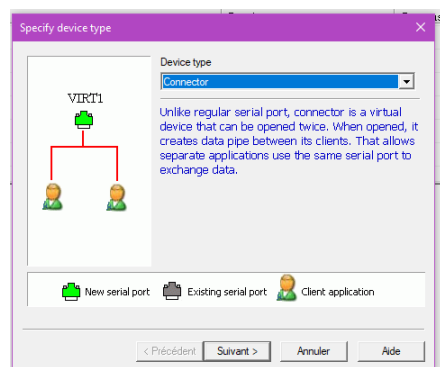 Specify device type
Device type
Connector
VIRT1
Unlike regular serial port, connector is a virtual
device that can be opened twice. When opened, it
creates data pipe between its clients. That allows
separate applications use the same serial port to
exchange data.
New serial port Existing serial port Client application
< Précédent Suivant > Annuler Aide